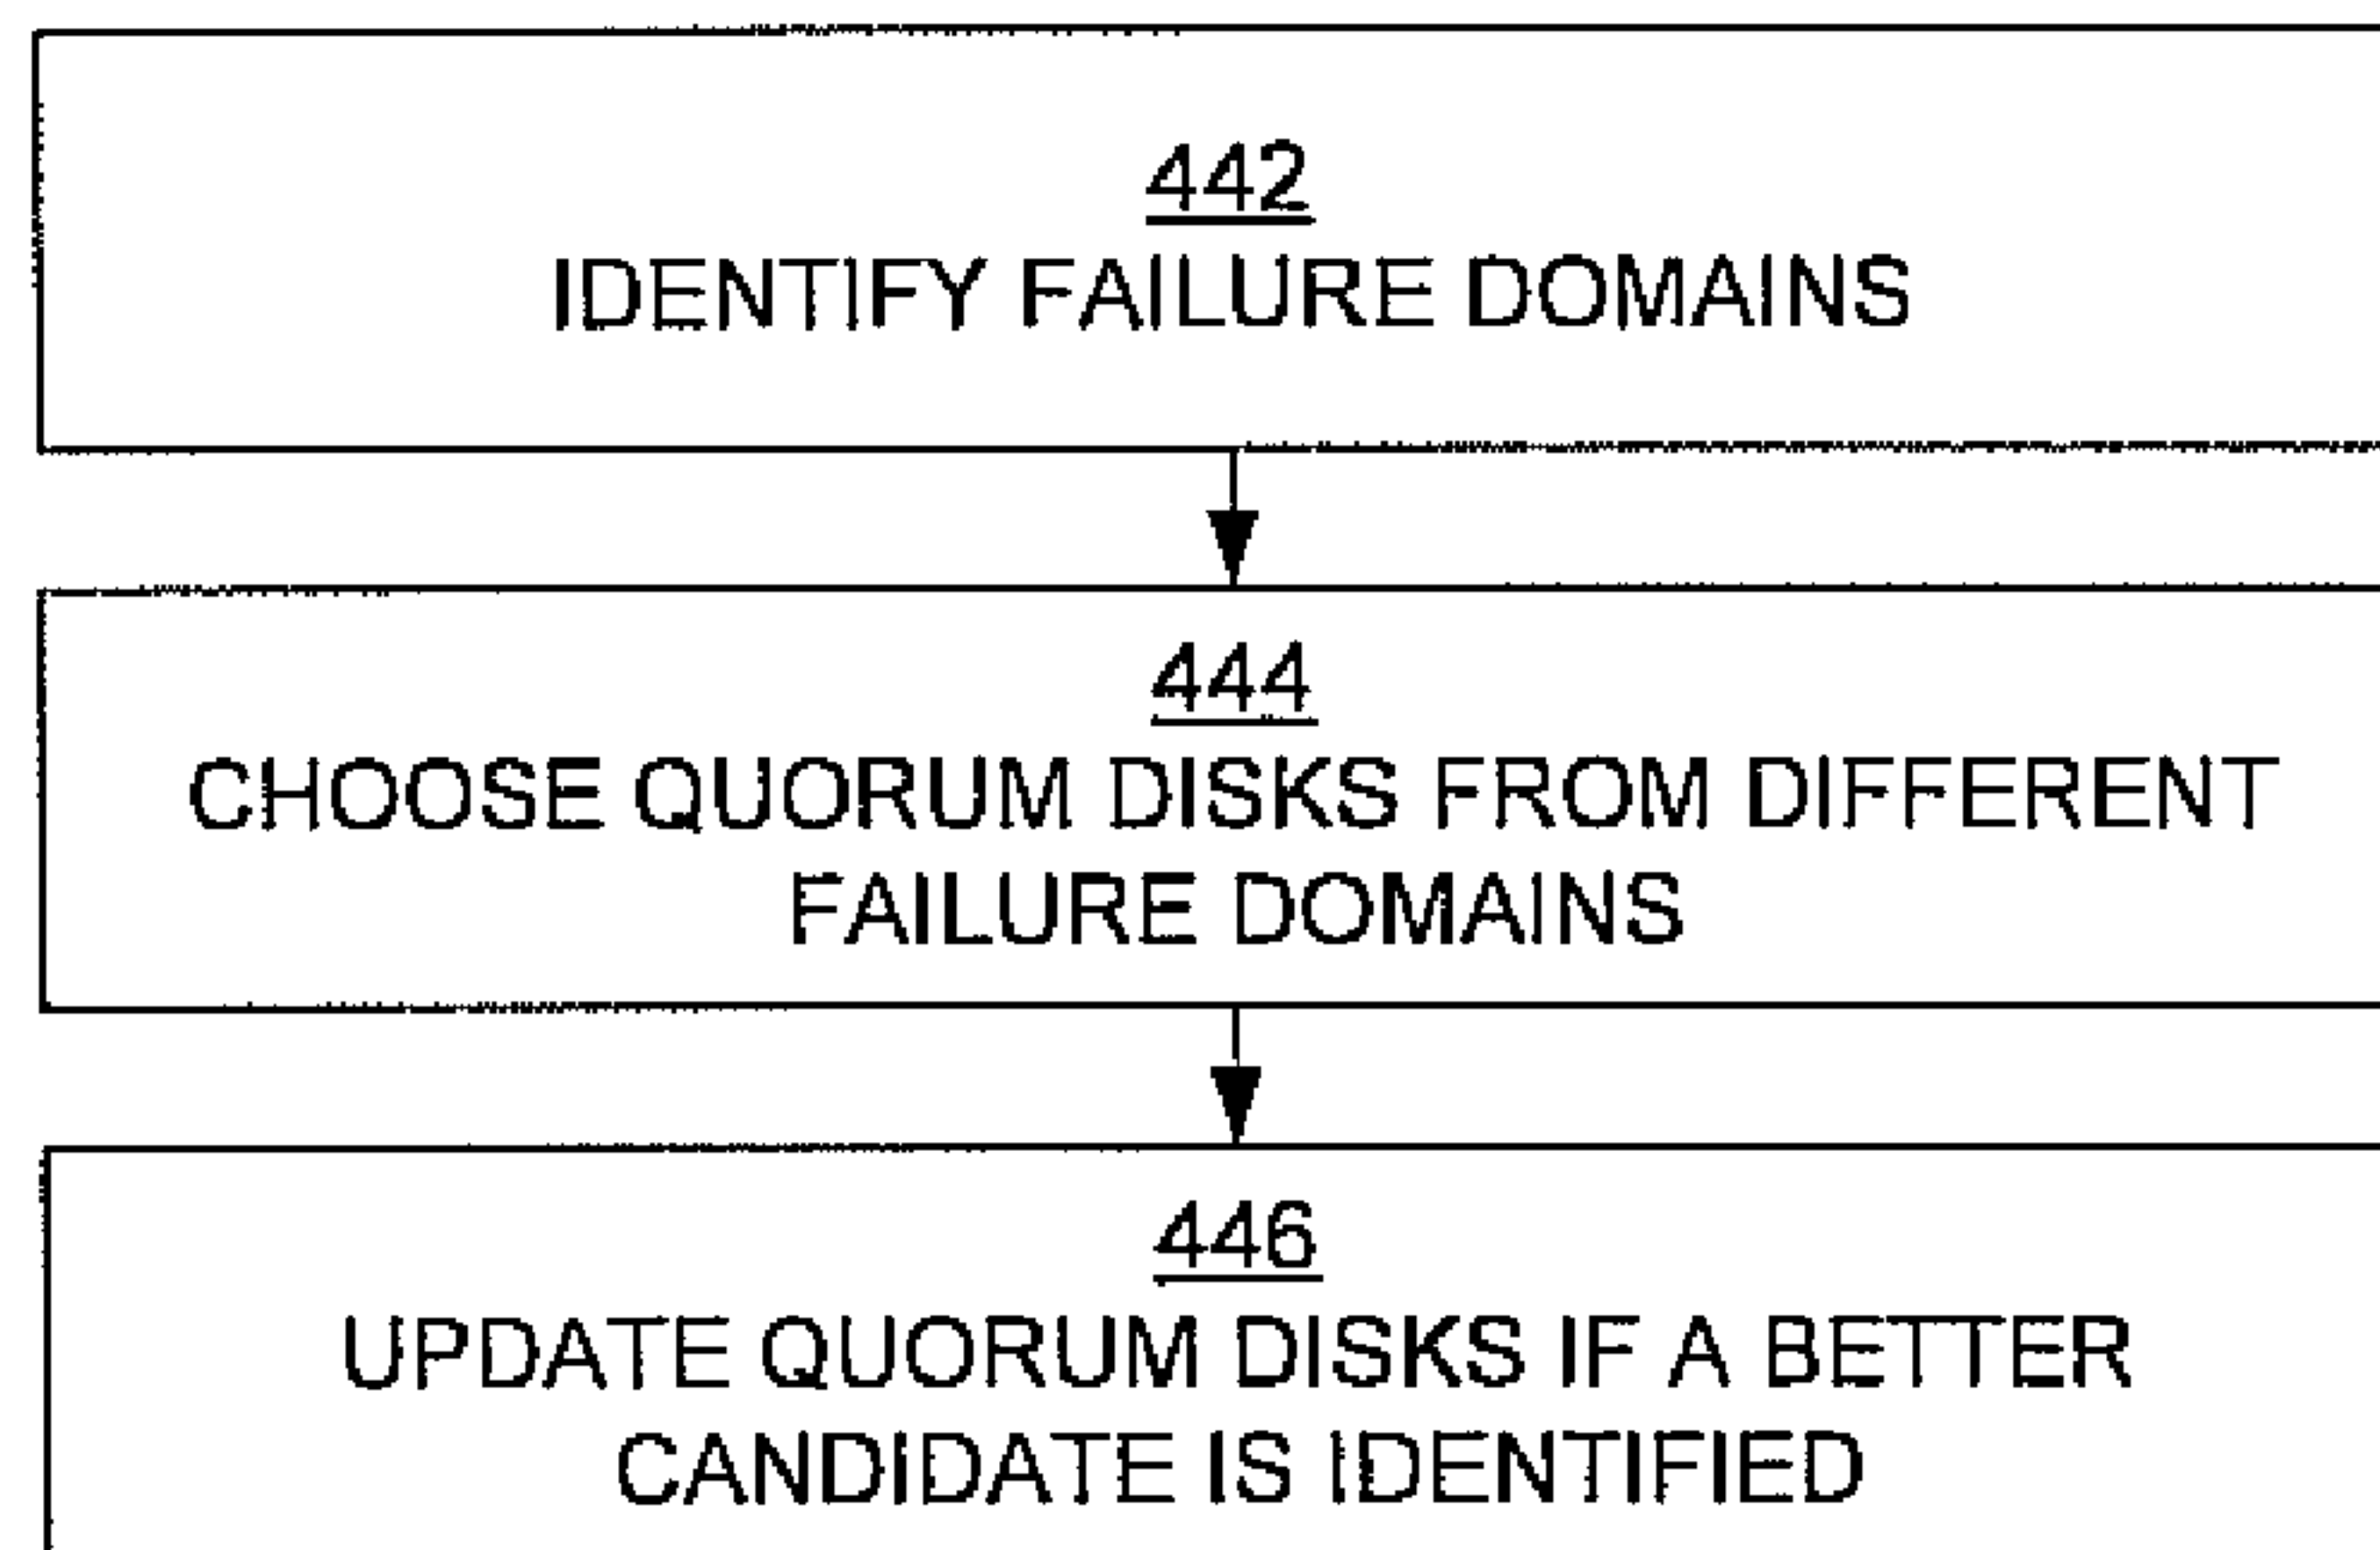 442
IDENTIFY FAILURE DOMAINS
444
CHOOSE QUORUM DISKS FROM DIFFERENT
FAILURE DOMAINS
446
UPDATE QUORUM DISKS IF A BETTER
CANDIDATE IS IDENTIFIED